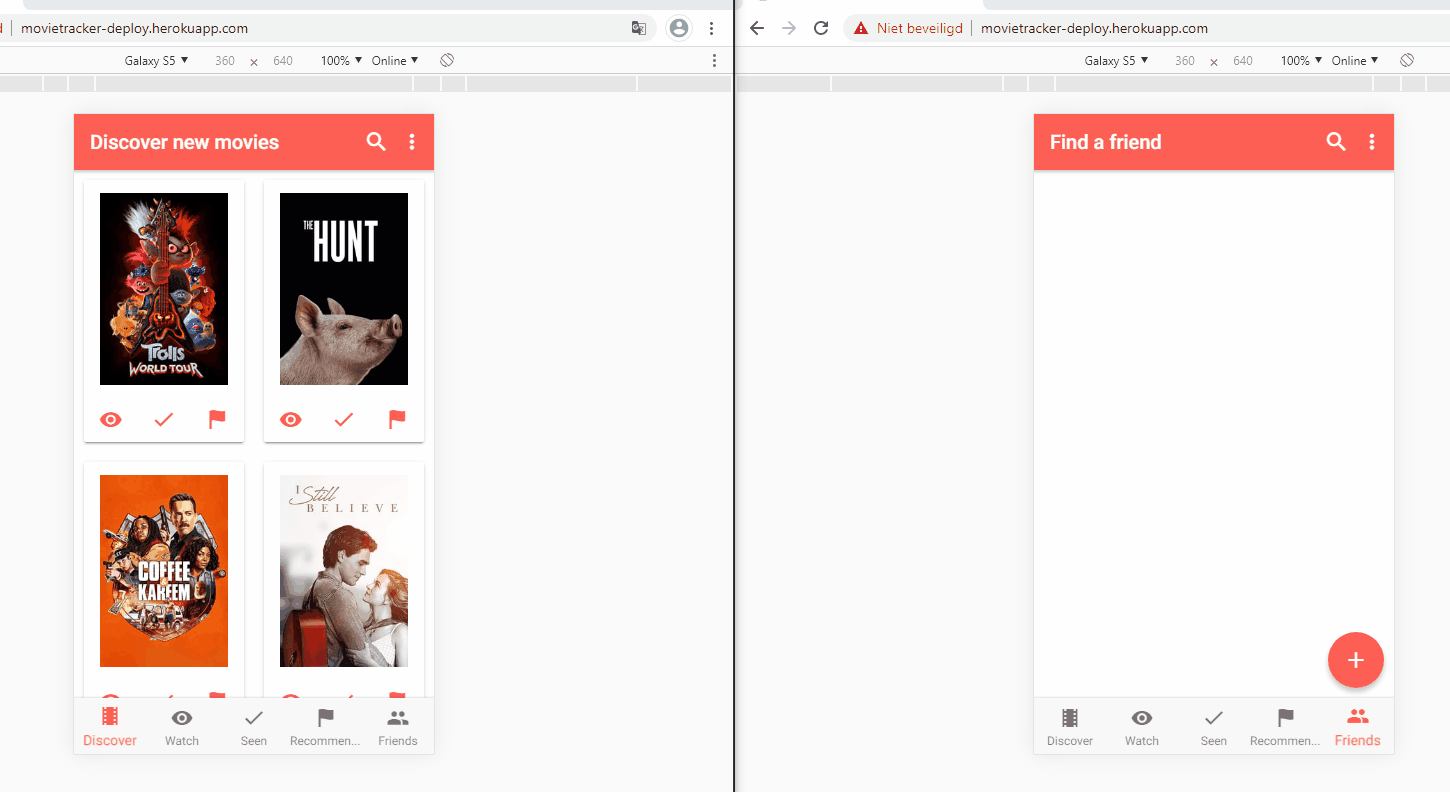 movietracker-deploy.herokuapp.com
Galaxy S5 ▼ 360 × 640 100% ▼ Online ▼
Discover new movies
Trolls
WORLD TOUR
THE
HUNT
COFFEE
KAREEM
I Still
BELIEVE
Discover
Watch
Seen
Recommen...
Friends
Niet beveiligd | movietracker-deploy.herokuapp.com
Galaxy S5 ▼ 360 × 640 100% ▼ Online ▼
Find a friend
Discover
Watch
Seen
Recommen...
Friends